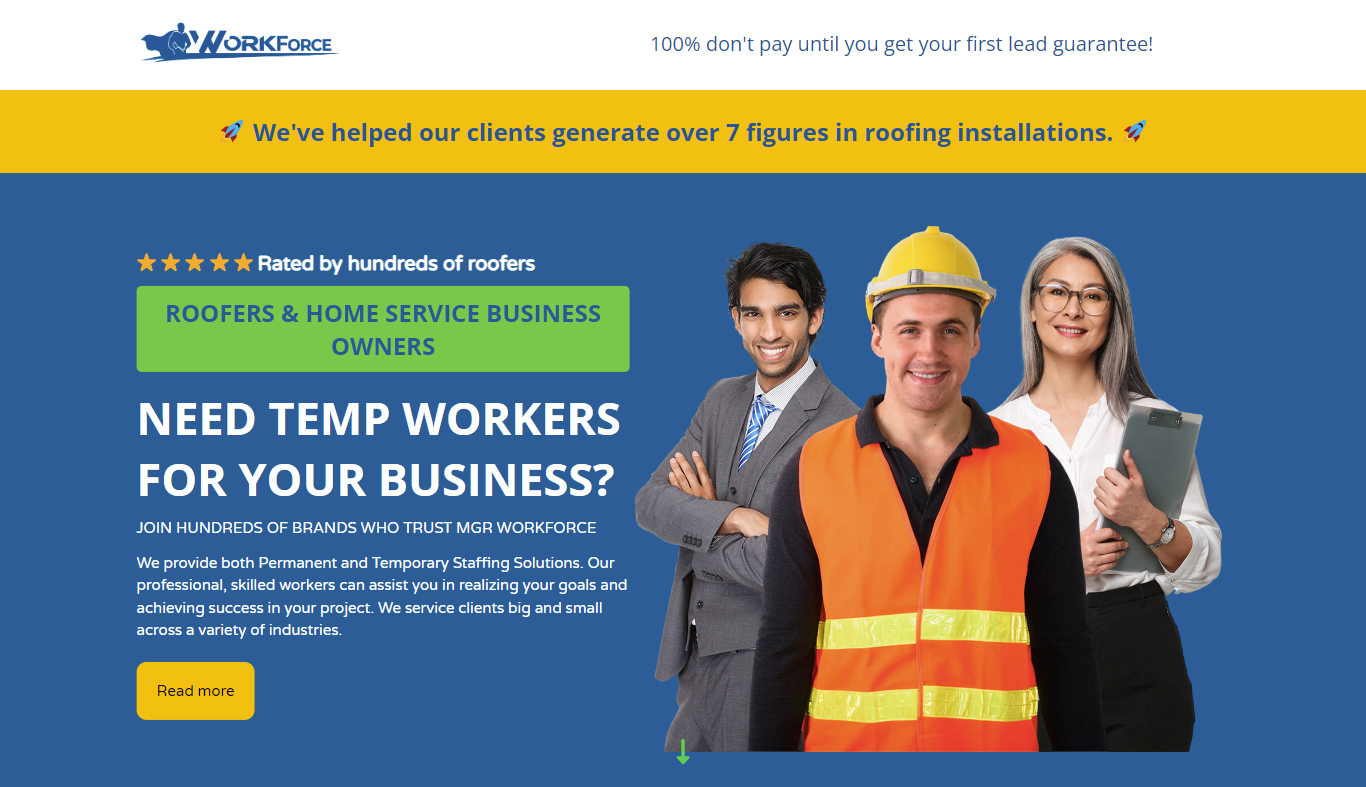 WORKFORCE
100% don't pay until you get your first lead guarantee!
🚀 We've helped our clients generate over 7 figures in roofing installations. 🚀
Rated by hundreds of roofers
ROOFERS & HOME SERVICE BUSINESS
OWNERS
NEED TEMP WORKERS
FOR YOUR BUSINESS?
JOIN HUNDREDS OF BRANDS WHO TRUST MGR WORKFORCE
We provide both Permanent and Temporary Staffing Solutions. Our
professional, skilled workers can assist you in realizing your goals and
achieving success in your project. We service clients big and small
across a variety of industries.
Read more